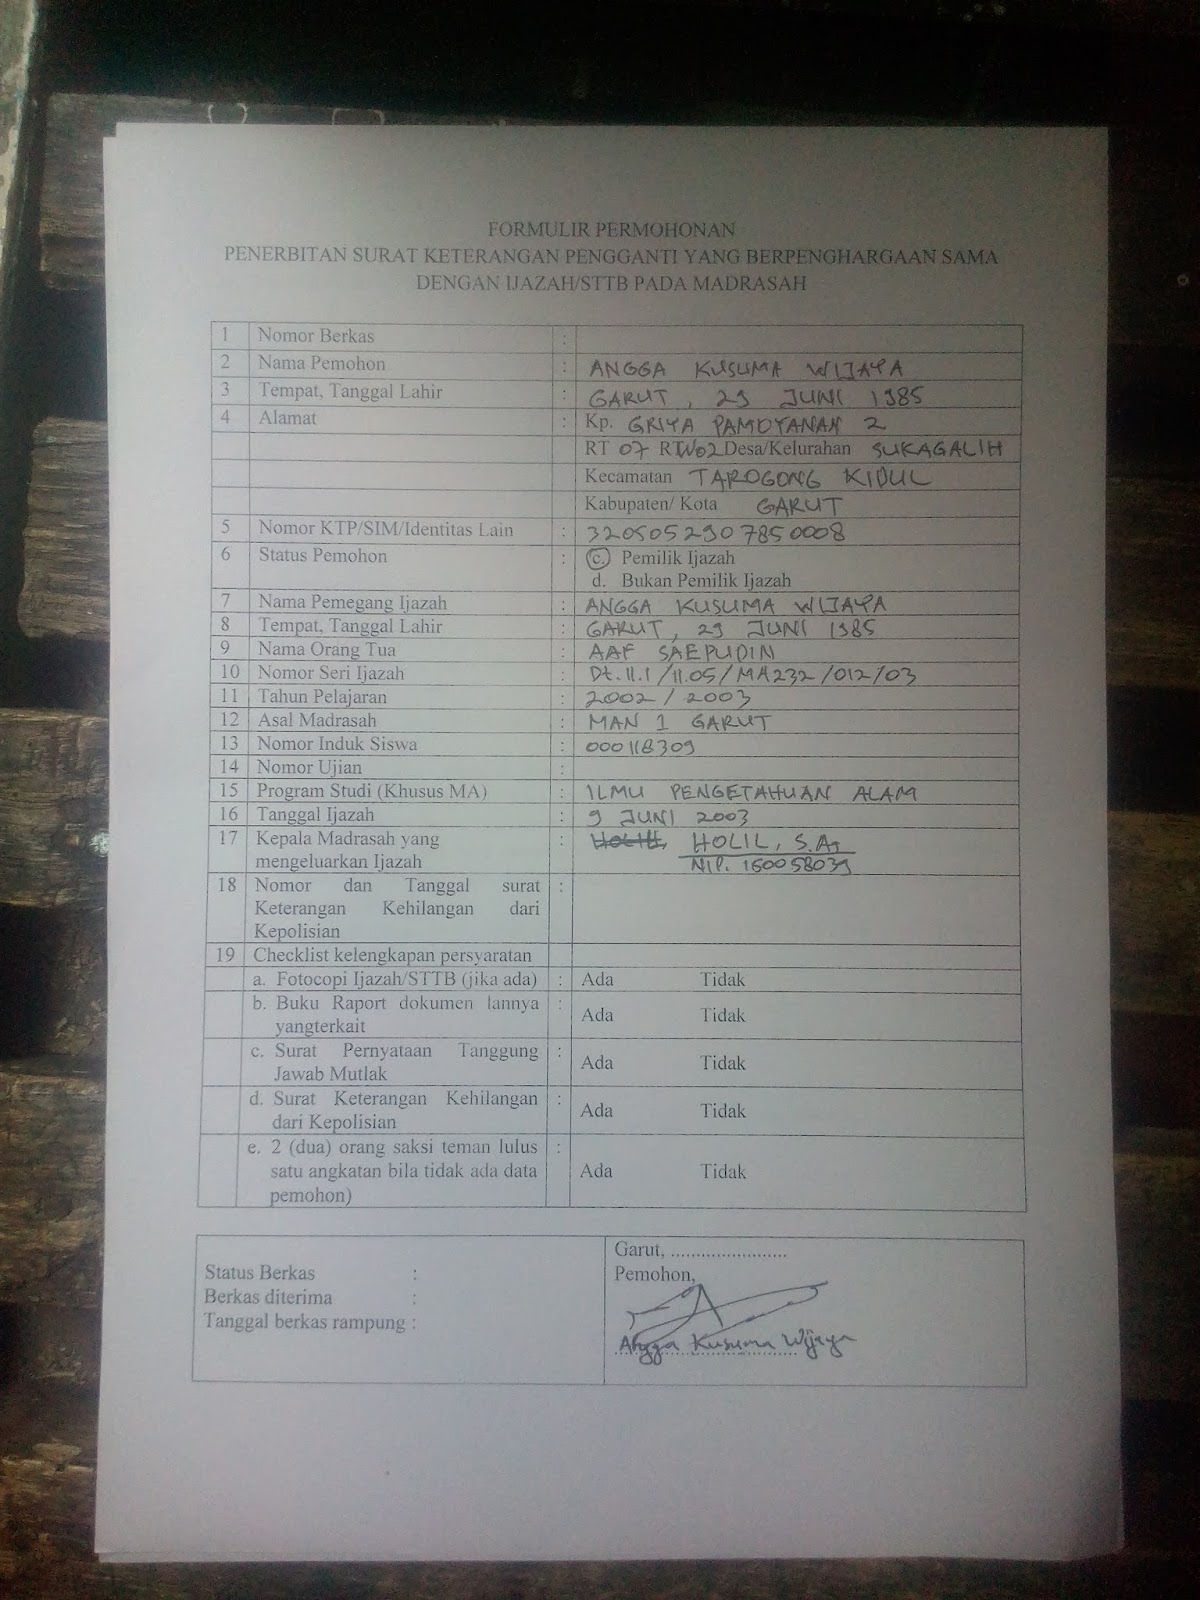 FORMULIR PERMOHONAN
PENERBITAN SURAT KETERANGAN PENGGANTI YANG BERPENGHARGAAN SAMA
DENGAN IJAZAH/STTB PADA MADRASAH
1 Nomor Berkas :
2 Nama Pemohon : ANGGA KUSUMA WIJAYA
3 Tempat, Tanggal Lahir : GARUT, 29 JUNI 1985
4 Alamat : Kp. GRIYA PAMOYANAN 2
RT 07 RW02 Desa/Kelurahan SUKAGALIH
Kecamatan TAROGONG KIDUL
Kabupaten/ Kota GARUT
5 Nomor KTP/SIM/Identitas Lain : 3205052907850008
6 Status Pemohon : c. Pemilik Ijazah
d. Bukan Pemilik Ijazah
7 Nama Pemegang Ijazah : ANGGA KUSUMA WIJAYA
8 Tempat, Tanggal Lahir : GARUT, 29 JUNI 1985
9 Nama Orang Tua : AAF SAEPUDIN
10 Nomor Seri Ijazah : Dt.II.I/11.05/MA232/012/03
11 Tahun Pelajaran : 2002/2003
12 Asal Madrasah : MAN 1 GARUT
13 Nomor Induk Siswa : 000118309
14 Nomor Ujian :
15 Program Studi (Khusus MA) : ILMU PENGETAHUAN ALAM
16 Tanggal Ijazah : 9 JUNI 2003
17 Kepala Madrasah yang : HOLIL, S.Ag
mengeluarkan Ijazah NIP. 150058039
18 Nomor dan Tanggal surat :
Keterangan Kehilangan dari
Kepolisian
19 Checklist kelengkapan persyaratan
a. Fotocopi Ijazah/STTB (jika ada) : Ada Tidak
b. Buku Raport dokumen lannya :
yangterkait Ada Tidak
c. Surat Pernyataan Tanggung :
Jawab Mutlak Ada Tidak
d. Surat Keterangan Kehilangan :
dari Kepolisian Ada Tidak
e. 2 (dua) orang saksi teman lulus :
satu angkatan bila tidak ada data Ada Tidak
pemohon)
Garut, .......................
Pemohon,
Status Berkas :
Berkas diterima :
Tanggal berkas rampung :
Angga Kusuma Wijaya